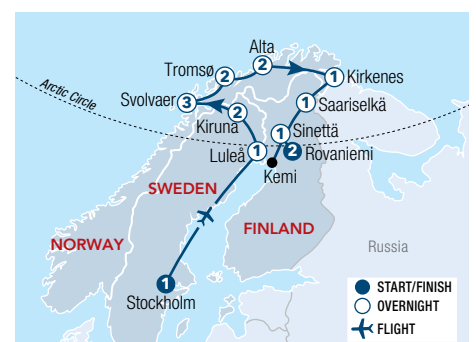 Alta
2
Tromsø
2
1
Kirkenes
Arctic Circle
Svolvaer
3
1
Saariselkä
2
Kiruna
1
Sinettä
Luleå
1
2
Rovaniemi
Kemi
SWEDEN
NORWAY
FINLAND
Russia
1
Stockholm
START/FINISH
OVERNIGHT
FLIGHT